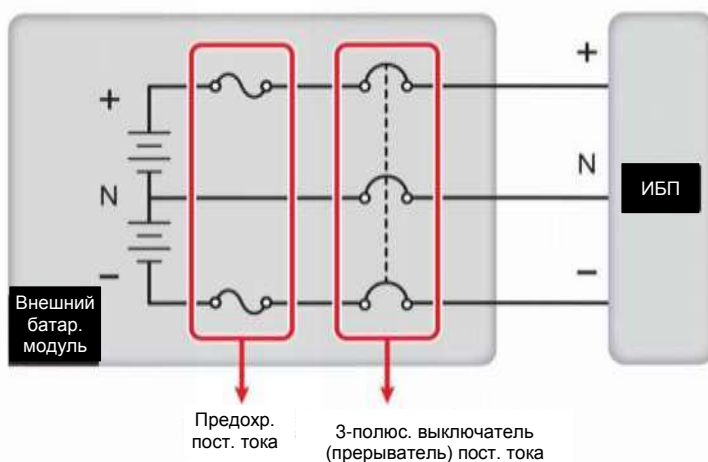 +
+
N
N
ИБП
−
−
Внешний
батар.
модуль
Предохр.
пост. тока
3-полюс. выключатель
(прерыватель) пост. тока